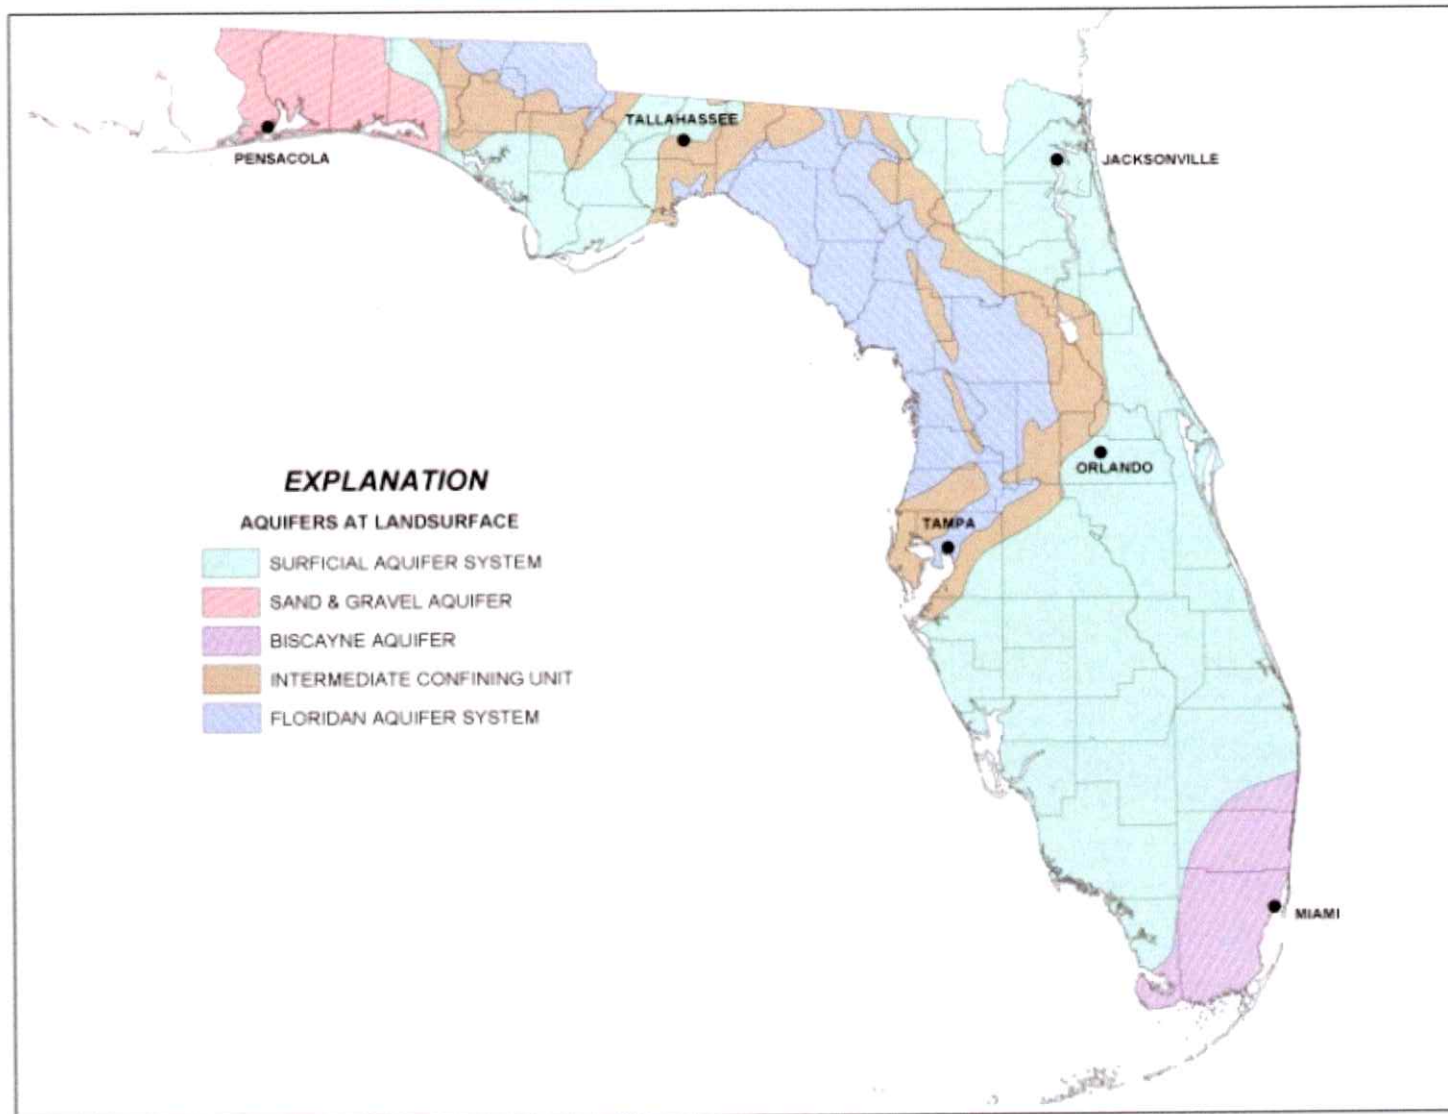 TALLAHASSEE
PENSACOLA
JACKSONVILLE
ORLANDO
TAMPA
MIAMI
EXPLANATION
AQUIFERS AT LANDSURFACE
SURFICIAL AQUIFER SYSTEM
SAND & GRAVEL AQUIFER
BISCAYNE AQUIFER
INTERMEDIATE CONFINING UNIT
FLORIDAN AQUIFER SYSTEM